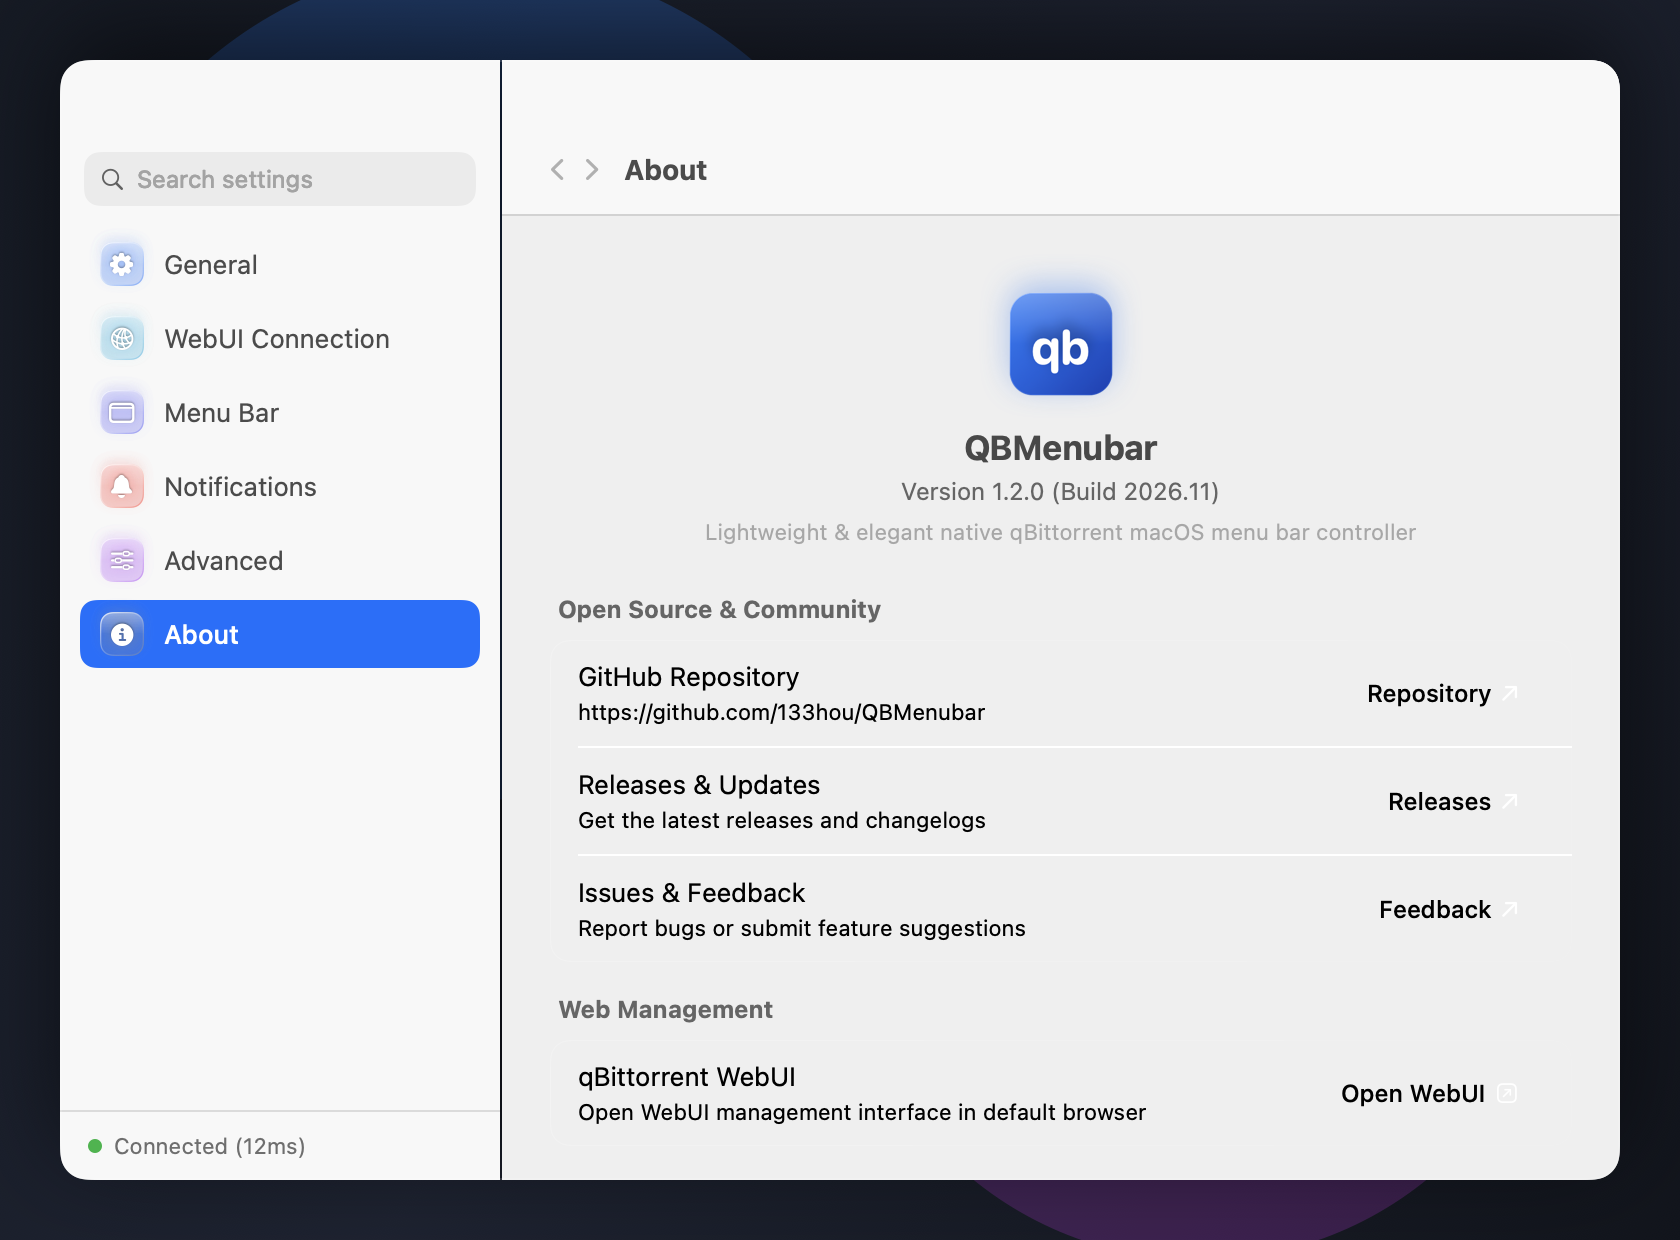 Search settings
General
WebUI Connection
Menu Bar
Notifications
Advanced
About
Connected (12ms)
About
qb
QBMenubar
Version 1.2.0 (Build 2026.11)
Lightweight & elegant native qBittorrent macOS menu bar controller
Open Source & Community
GitHub Repository
https://github.com/133hou/QBMenubar
Repository
Releases & Updates
Get the latest releases and changelogs
Releases
Issues & Feedback
Report bugs or submit feature suggestions
Feedback
Web Management
qBittorrent WebUI
Open WebUI management interface in default browser
Open WebUI